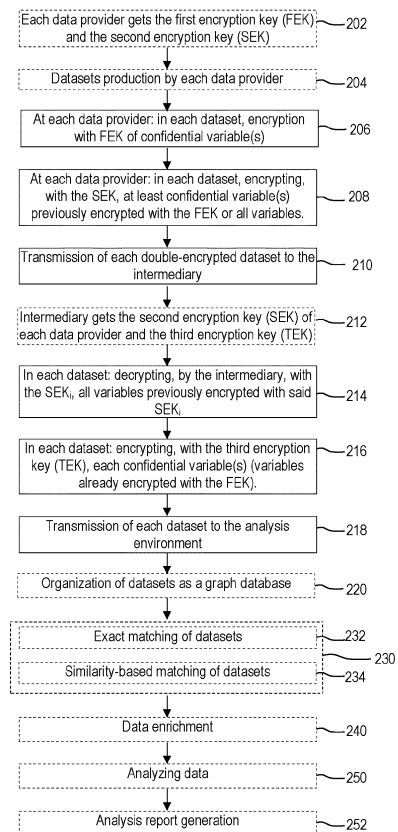 Each data provider gets the first encryption key (FEK)
and the second encryption key (SEK)
202
Datasets production by each data provider
204
At each data provider: in each dataset, encryption
with FEK of confidential variable(s)
206
At each data provider: in each dataset, encrypting,
with the SEK, at least confidential variable(s)
previously encrypted with the FEK or all variables.
208
Transmission of each double-encrypted dataset to the
intermediary
210
Intermediary gets the second encryption key (SEK) of
each data provider and the third encryption key (TEK)
212
In each dataset: decrypting, by the intermediary, with
the SEKi, all variables previously encrypted with said
SEKi
214
In each dataset: encrypting, with the third encryption
key (TEK), each confidential variable(s) (variables
already encrypted with the FEK).
216
Transmission of each dataset to the analysis
environment
218
Organization of datasets as a graph database
220
Exact matching of datasets
232
230
Similarity-based matching of datasets
234
Data enrichment
240
Analyzing data
250
Analysis report generation
252